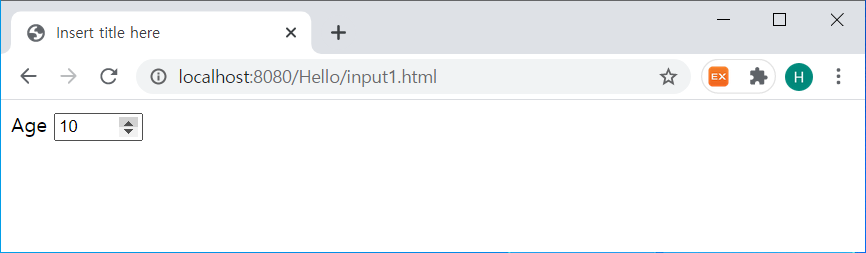 Insert title here
localhost:8080/Hello/input1.html
EX
H
Age 10